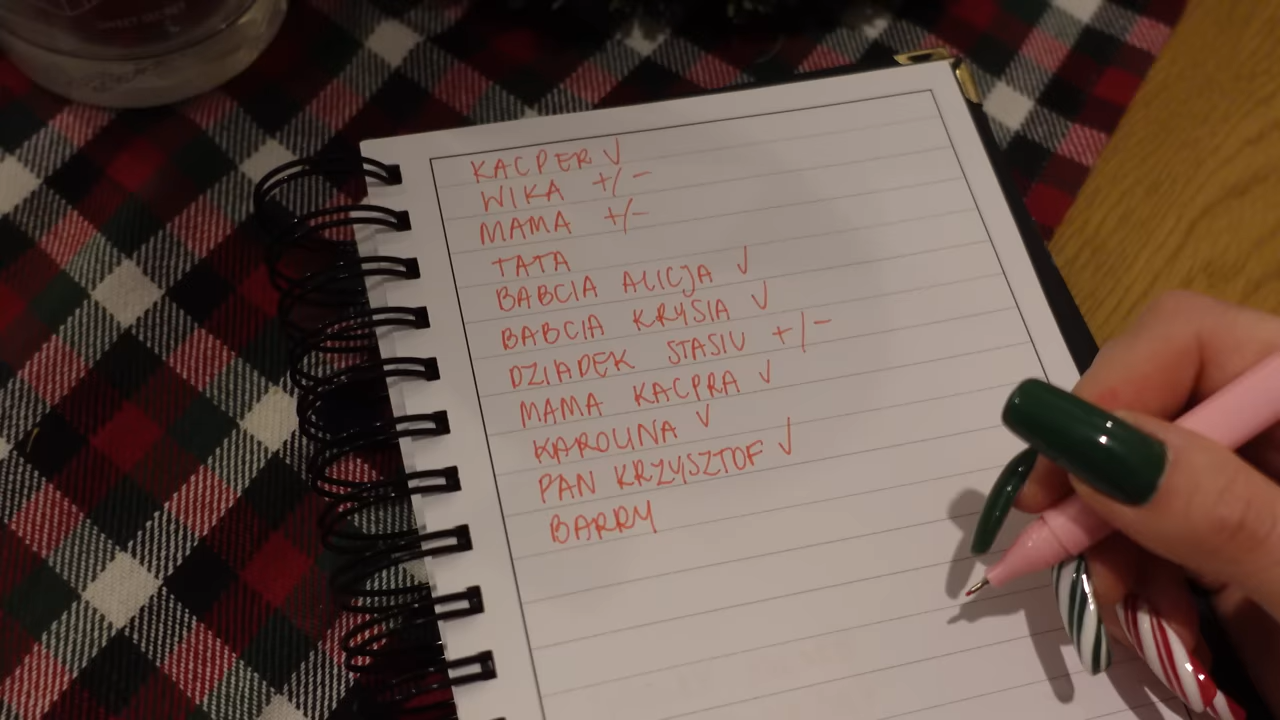 KACPER √
WIKA +/-
MAMA +/-
TATA
BABCIA ALICJA √
BABCIA KRYSIA √
DZIADEK STASIU +/-
MAMA KACPRA √
KAROLINA √
PAN KRZYSZTOF √
BARRY